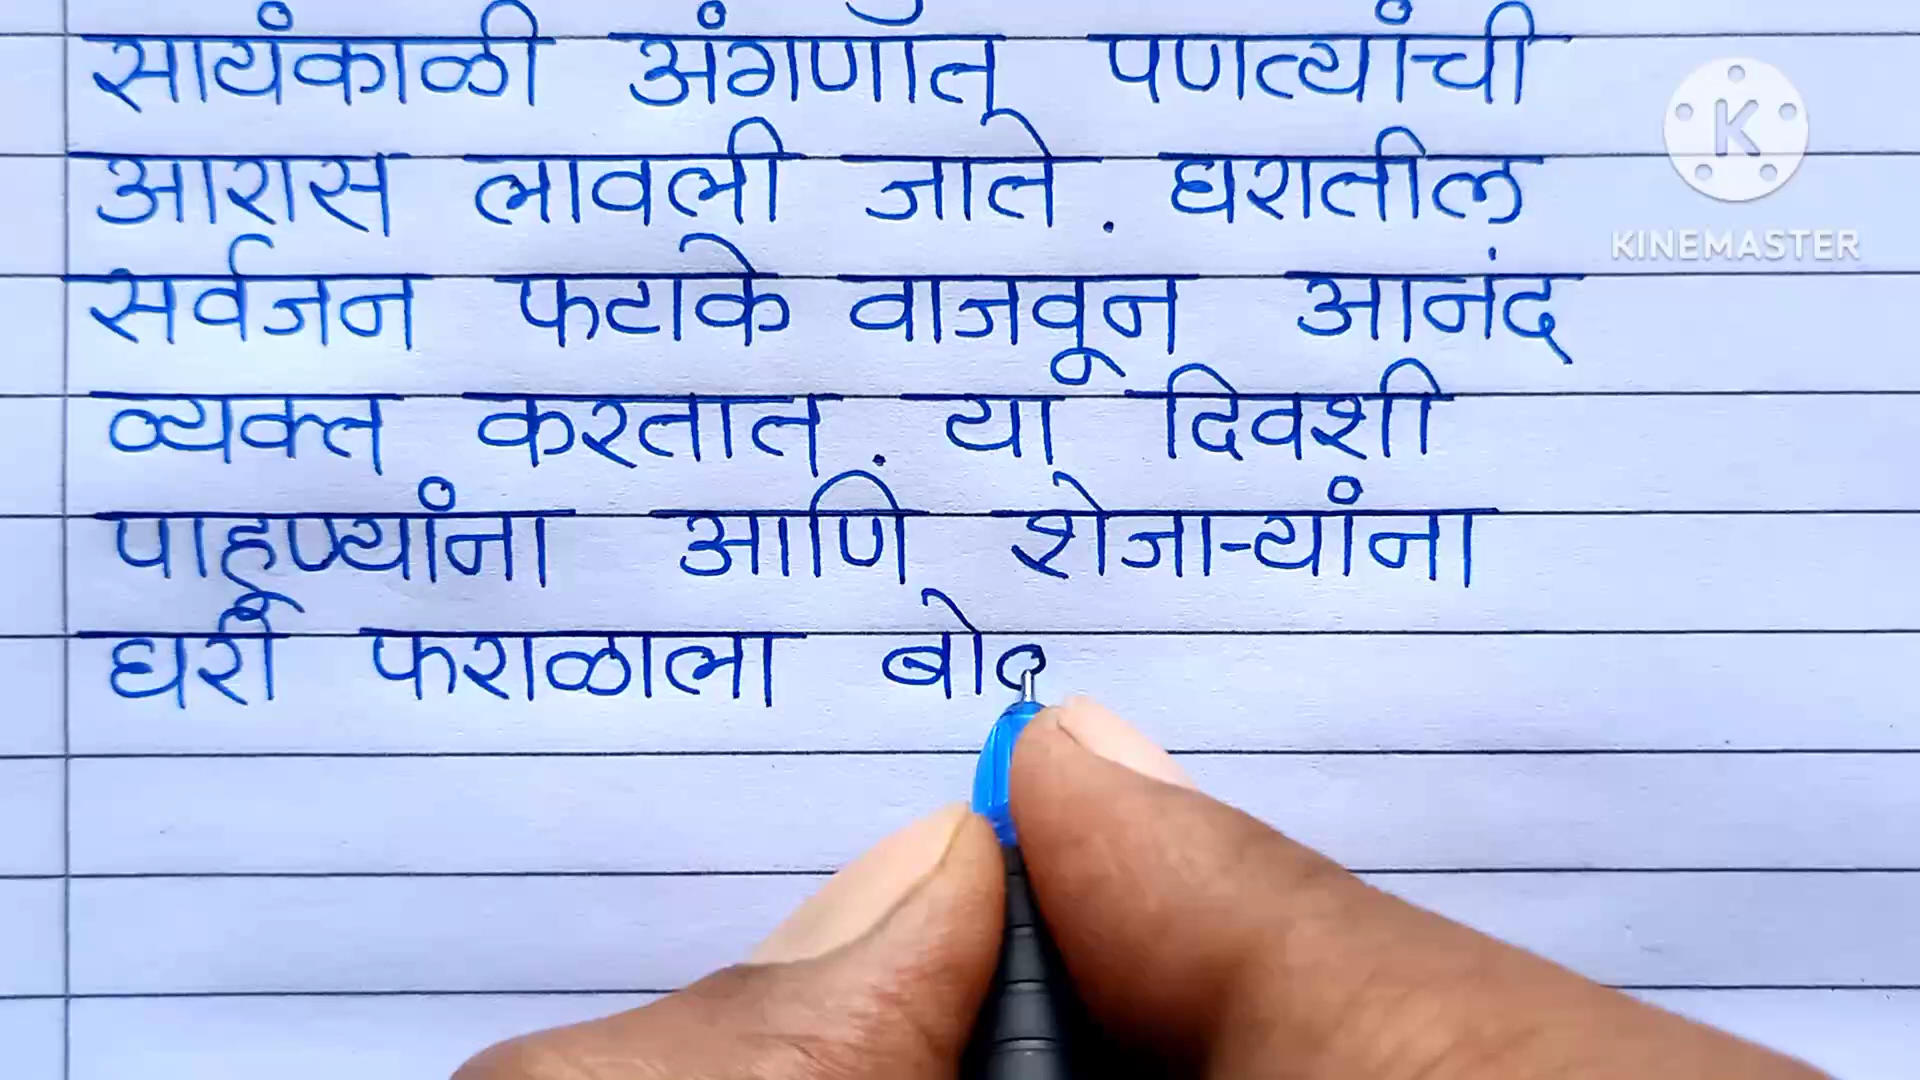 सायंकाळी अंगणात पणत्यांची
आरास लावली जाते. घरातील
सर्वजन फटाके वाजवून आनंद
व्यक्त करतात. या दिवशी
पाहूण्यांना आणि शेजाऱ्यांना
घरी फराळाला
K
KINEMASTER